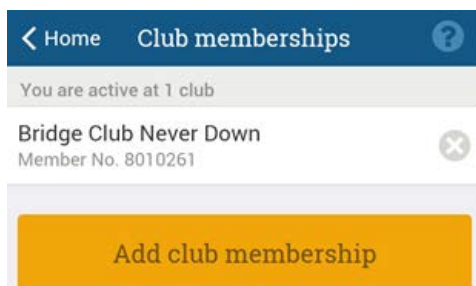 Home Club memberships ?
You are active at 1 club
Bridge Club Never Down
Member No. 8010261
Add club membership